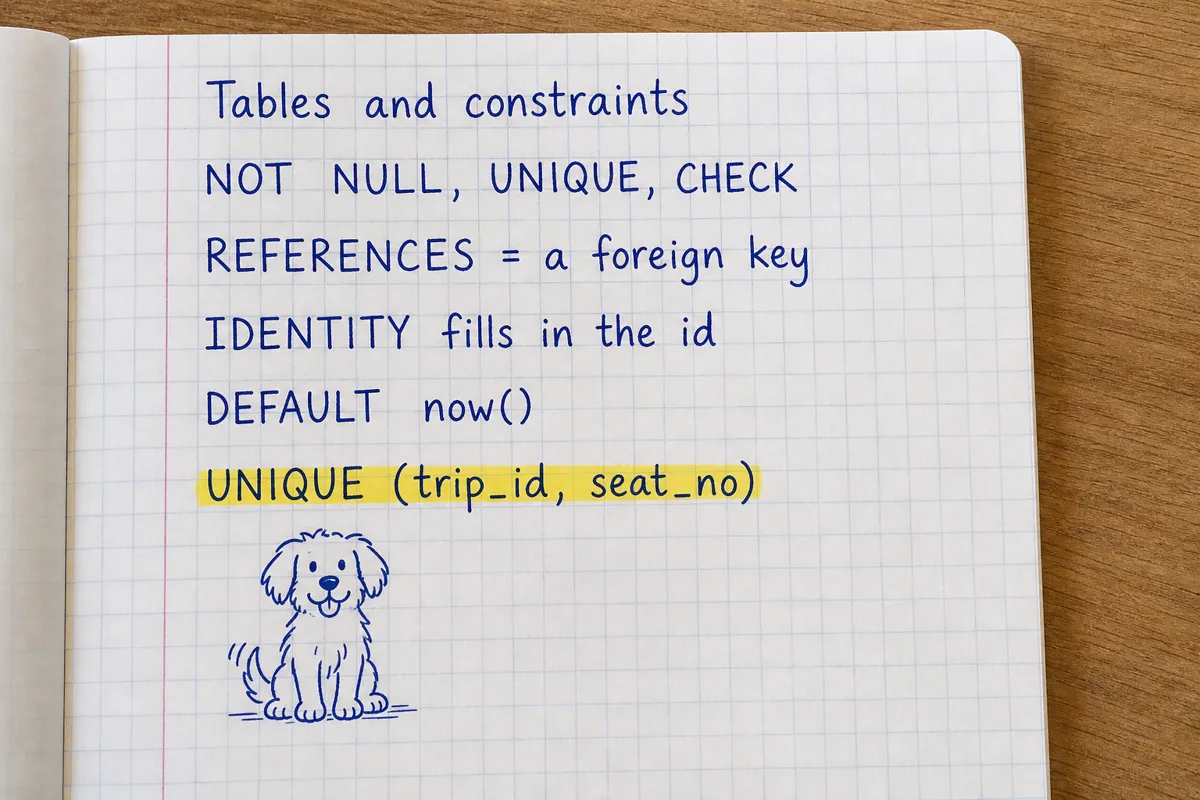 Tables and constraints
NOT NULL, UNIQUE, CHECK
REFERENCES = a foreign key
IDENTITY fills in the id
DEFAULT now()
UNIQUE (trip_id, seat_no)